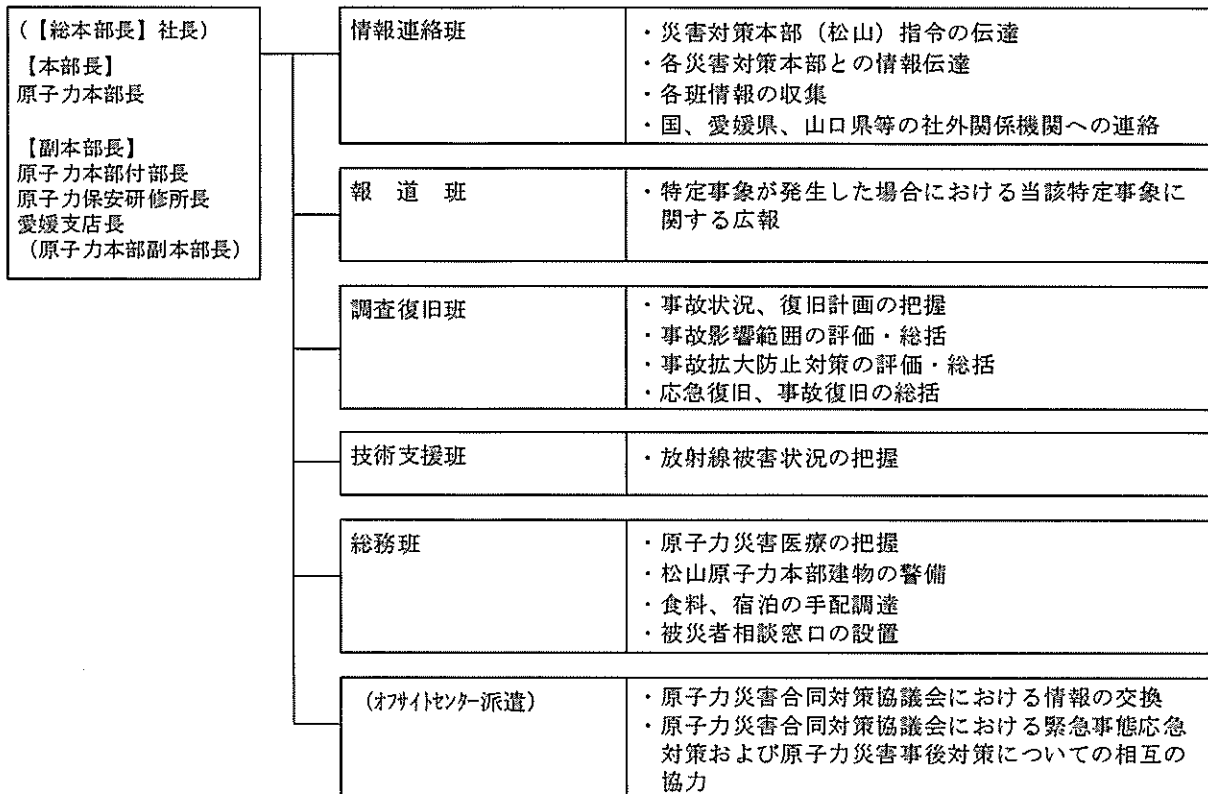 (【総本部長】社長)
【本部長】
原子力本部長
【副本部長】
原子力本部付部長
原子力保安研修所長
愛媛支店長
(原子力本部副本部長)
情報連絡班
・災害対策本部(松山)指令の伝達
・各災害対策本部との情報伝達
・各班情報の収集
・国、愛媛県、山口県等の社外関係機関への連絡
報 道 班
・特定事象が発生した場合における当該特定事象に
関する広報
調査復旧班
・事故状況、復旧計画の把握
・事故影響範囲の評価・総括
・事故拡大防止対策の評価・総括
・応急復旧、事故復旧の総括
技術支援班
・放射線被害状況の把握
総務班
・原子力災害医療の把握
・松山原子力本部建物の警備
・食料、宿泊の手配調達
・被災者相談窓口の設置
(オフサイトセンター派遣)
・原子力災害合同対策協議会における情報の交換
・原子力災害合同対策協議会における緊急事態応急
対策および原子力災害事後対策についての相互の
協力